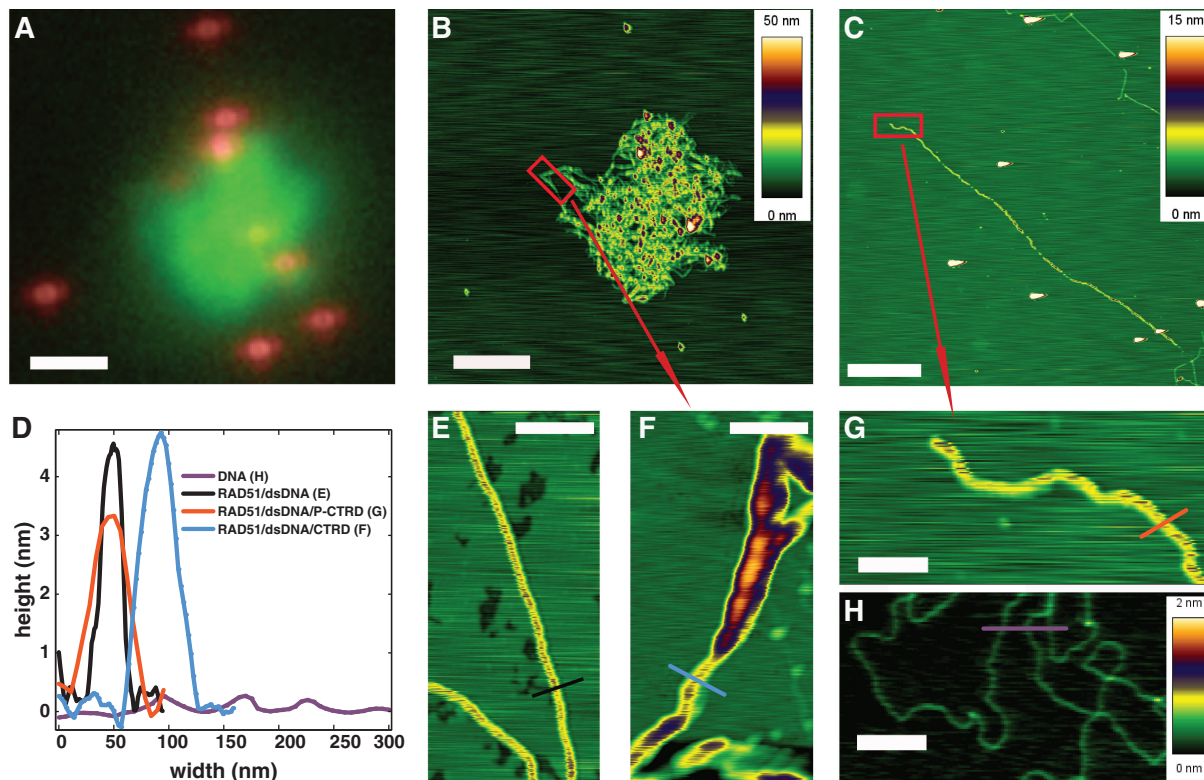 A
B
50 nm
0 nm
C
15 nm
0 nm
D
height (nm)
4
3
2
1
0
DNA (H)
RAD51/dsDNA (E)
RAD51/dsDNA/P-CTRD (G)
RAD51/dsDNA/CTRD (F)
0
50
100
150
200
250
300
width (nm)
E
F
G
H
2 nm
0 nm